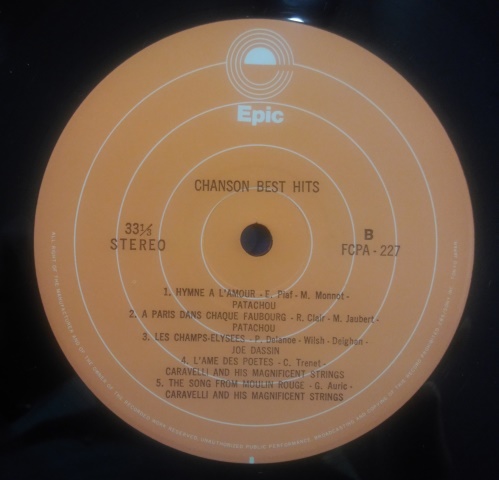 Epic
CHANSON BEST HITS
33⅓
STEREO
B
FCPA - 227
1. HYMNE A L'AMOUR - E. Piaf - M. Monnot -
PATACHOU
2. A PARIS DANS CHAQUE FAUBOURG - R. Clair - M. Jaubert -
PATACHOU
3. LES CHAMPS-ELYSEES - P. Delanoe - Wilsh - Deighan -
JOE DASSIN
4. L'AME DES POETES - C. Trenet -
CARAVELLI AND HIS MAGNIFICENT STRINGS
5. THE SONG FROM MOULIN ROUGE - G. Auric -
CARAVELLI AND HIS MAGNIFICENT STRINGS